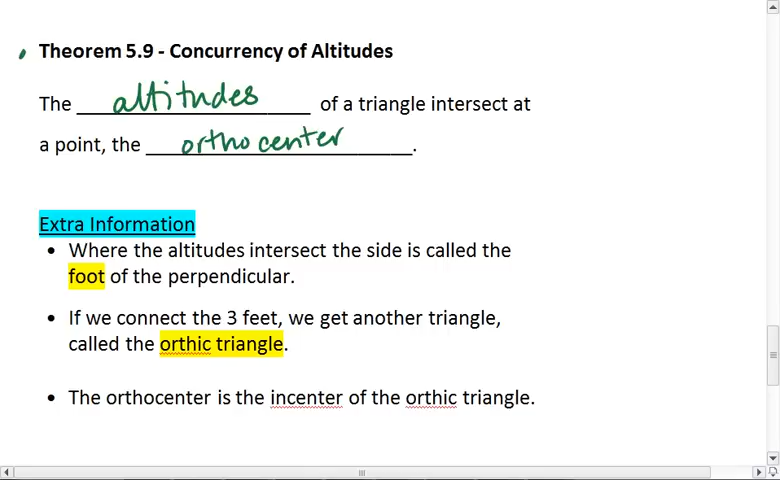 Theorem 5.9 - Concurrency of Altitudes
The altitudes of a triangle intersect at
a point, the orthocenter.
Extra Information
• Where the altitudes intersect the side is called the
foot of the perpendicular.
• If we connect the 3 feet, we get another triangle,
called the orthic triangle.
• The orthocenter is the incenter of the orthic triangle.